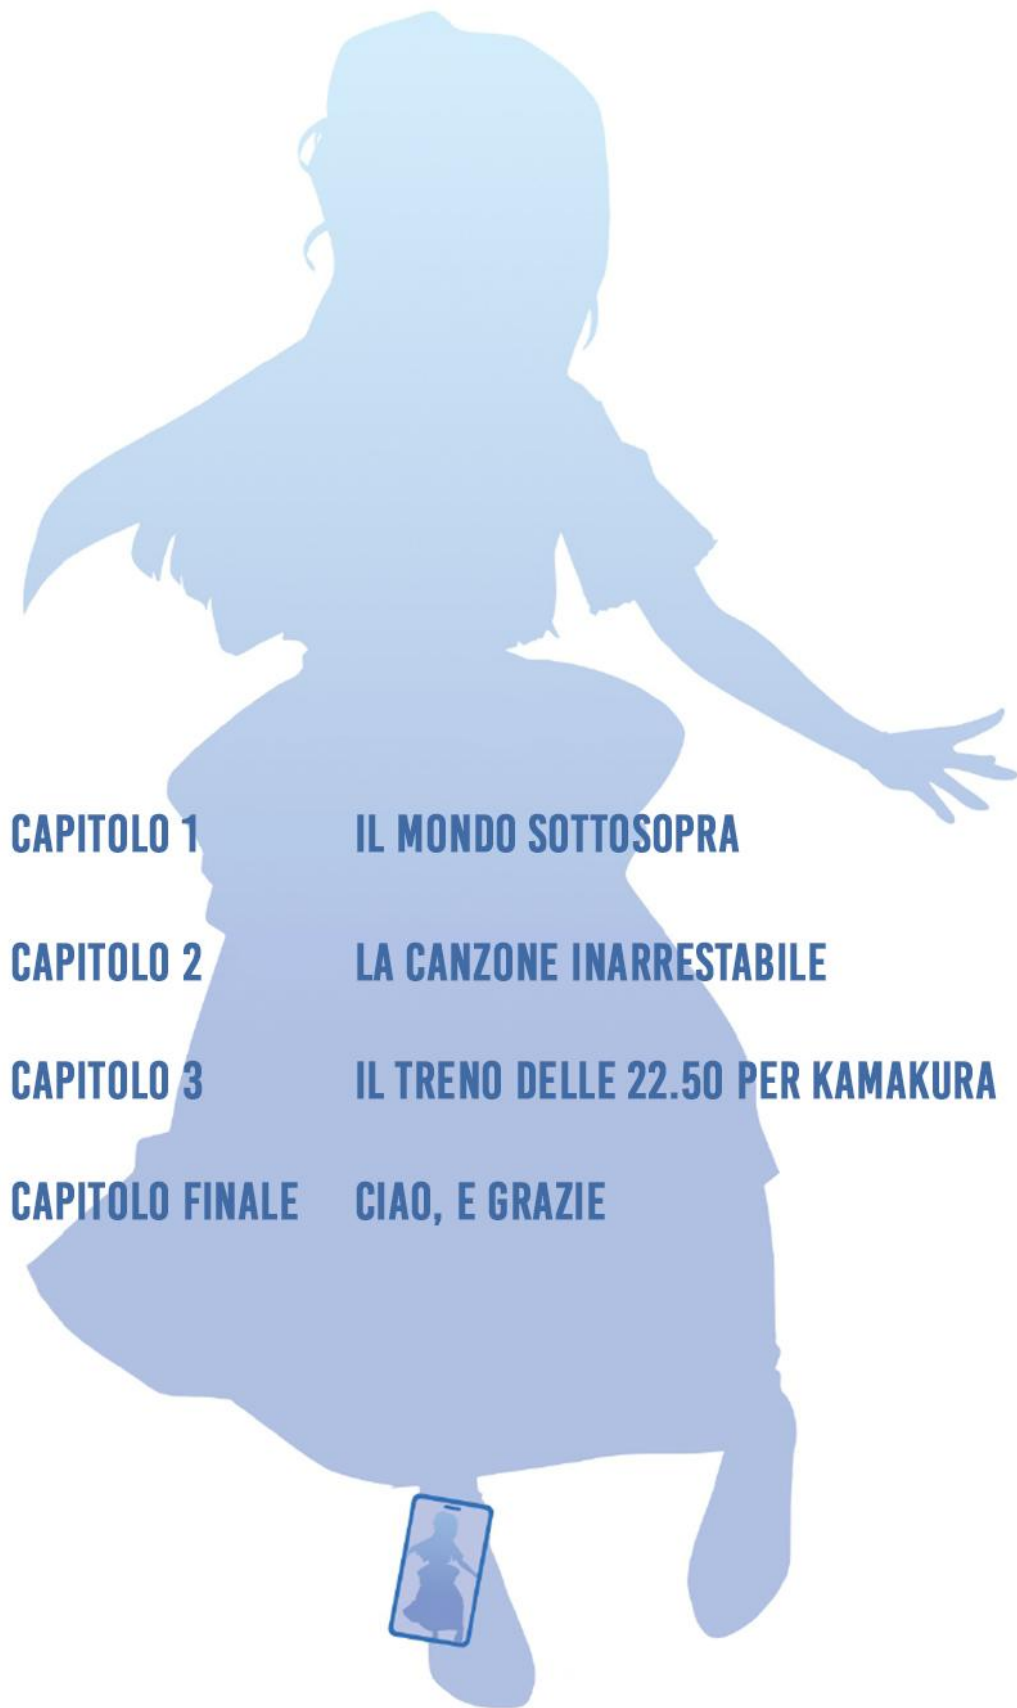 CAPITOLO 1 IL MONDO SOTTOSOPRA
CAPITOLO 2 LA CANZONE INARRESTABILE
CAPITOLO 3 IL TRENO DELLE 22.50 PER KAMAKURA
CAPITOLO FINALE CIAO, E GRAZIE